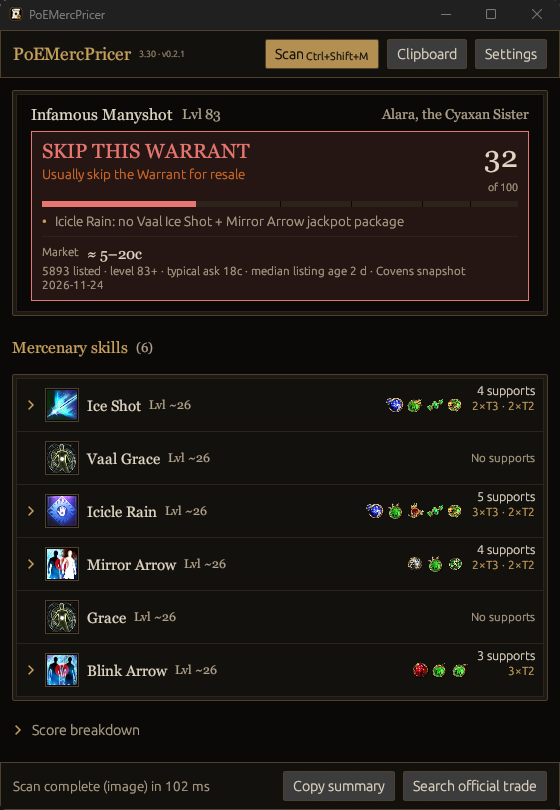 PoEMercPricer
PoEMercPricer 3.30 · v0.2.1 Scan Ctrl+Shift+M Clipboard Settings
Infamous Manyshot Lvl 83 Alara, the Cyaxan Sister
SKIP THIS WARRANT 32
Usually skip the Warrant for resale of 100
• Icicle Rain: no Vaal Ice Shot + Mirror Arrow jackpot package
Market ≈ 5–20c
5893 listed · level 83+ · typical ask 18c · median listing age 2 d · Covens snapshot
2026-11-24
Mercenary skills (6)
Ice Shot Lvl ~26 4 supports
2×T3 · 2×T2
Vaal Grace Lvl ~26 No supports
Icicle Rain Lvl ~26 5 supports
3×T3 · 2×T2
Mirror Arrow Lvl ~26 4 supports
2×T3 · 2×T2
Grace Lvl ~26 No supports
Blink Arrow Lvl ~26 3 supports
3×T2
Score breakdown
Scan complete (image) in 102 ms Copy summary Search official trade